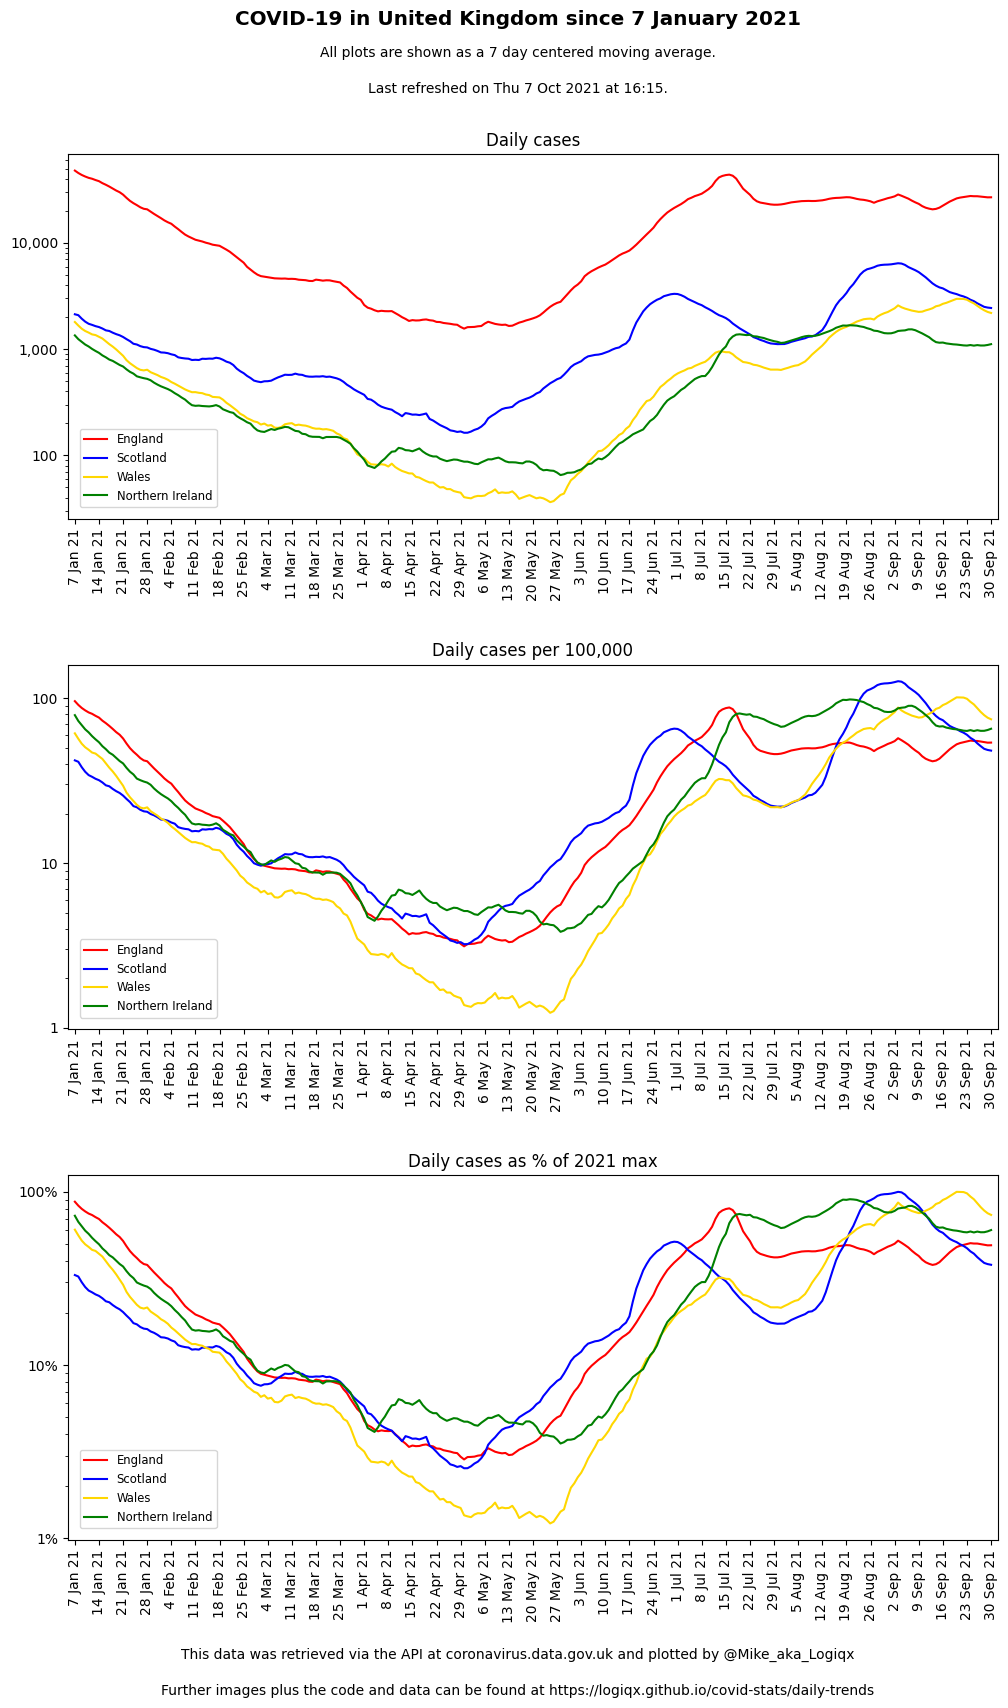 COVID-19 in United Kingdom since 7 January 2021
All plots are shown as a 7 day centered moving average.
Last refreshed on Thu 7 Oct 2021 at 16:15.
Daily cases
10,000
1,000
100
England
Scotland
Wales
Northern Ireland
7 Jan 21
14 Jan 21
21 Jan 21
28 Jan 21
4 Feb 21
11 Feb 21
18 Feb 21
25 Feb 21
4 Mar 21
11 Mar 21
18 Mar 21
25 Mar 21
1 Apr 21
8 Apr 21
15 Apr 21
22 Apr 21
29 Apr 21
6 May 21
13 May 21
20 May 21
27 May 21
3 Jun 21
10 Jun 21
17 Jun 21
24 Jun 21
1 Jul 21
8 Jul 21
15 Jul 21
22 Jul 21
29 Jul 21
5 Aug 21
12 Aug 21
19 Aug 21
26 Aug 21
2 Sep 21
9 Sep 21
16 Sep 21
23 Sep 21
30 Sep 21
Daily cases per 100,000
100
10
1
England
Scotland
Wales
Northern Ireland
7 Jan 21
14 Jan 21
21 Jan 21
28 Jan 21
4 Feb 21
11 Feb 21
18 Feb 21
25 Feb 21
4 Mar 21
11 Mar 21
18 Mar 21
25 Mar 21
1 Apr 21
8 Apr 21
15 Apr 21
22 Apr 21
29 Apr 21
6 May 21
13 May 21
20 May 21
27 May 21
3 Jun 21
10 Jun 21
17 Jun 21
24 Jun 21
1 Jul 21
8 Jul 21
15 Jul 21
22 Jul 21
29 Jul 21
5 Aug 21
12 Aug 21
19 Aug 21
26 Aug 21
2 Sep 21
9 Sep 21
16 Sep 21
23 Sep 21
30 Sep 21
Daily cases as % of 2021 max
100%
10%
1%
England
Scotland
Wales
Northern Ireland
7 Jan 21
14 Jan 21
21 Jan 21
28 Jan 21
4 Feb 21
11 Feb 21
18 Feb 21
25 Feb 21
4 Mar 21
11 Mar 21
18 Mar 21
25 Mar 21
1 Apr 21
8 Apr 21
15 Apr 21
22 Apr 21
29 Apr 21
6 May 21
13 May 21
20 May 21
27 May 21
3 Jun 21
10 Jun 21
17 Jun 21
24 Jun 21
1 Jul 21
8 Jul 21
15 Jul 21
22 Jul 21
29 Jul 21
5 Aug 21
12 Aug 21
19 Aug 21
26 Aug 21
2 Sep 21
9 Sep 21
16 Sep 21
23 Sep 21
30 Sep 21
This data was retrieved via the API at coronavirus.data.gov.uk and plotted by @Mike_aka_Logiqx
Further images plus the code and data can be found at https://logiqx.github.io/covid-stats/daily-trends